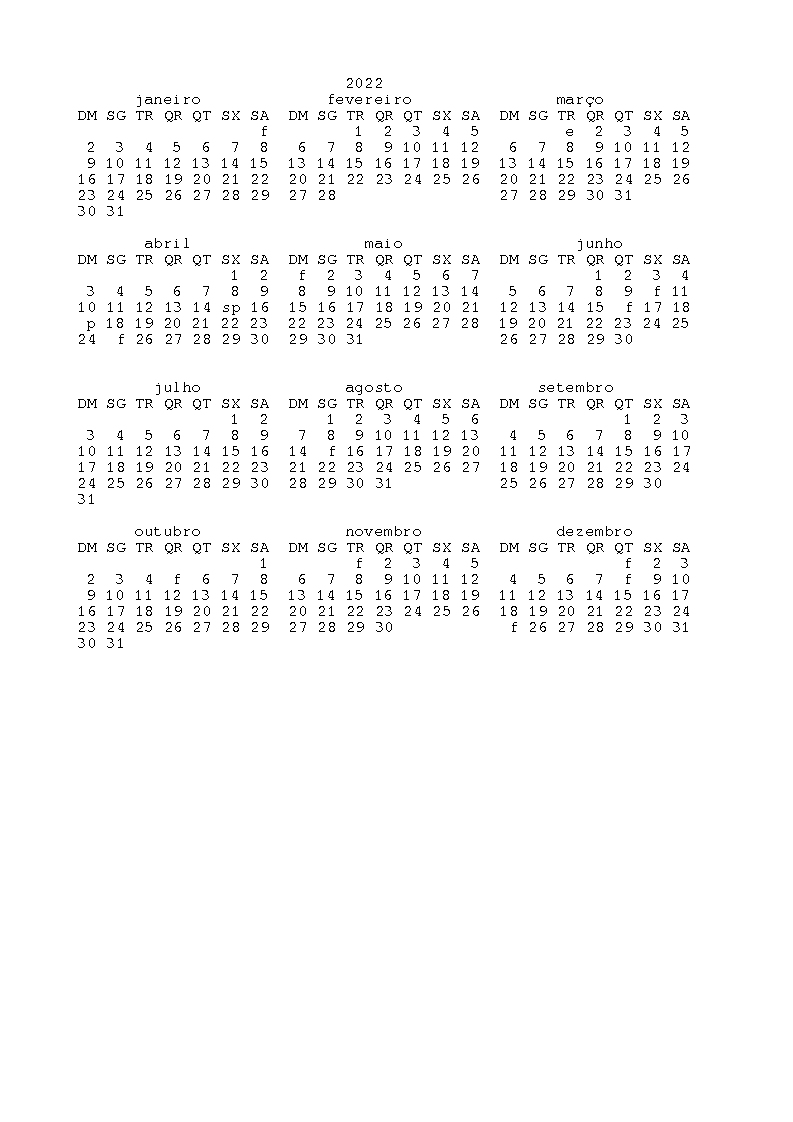 2022
      janeiro             fevereiro               março
DM SG TR QR QT SX SA  DM SG TR QR QT SX SA  DM SG TR QR QT SX SA
                   f         1  2  3  4  5         e  2  3  4  5
 2  3  4  5  6  7  8   6  7  8  9 10 11 12   6  7  8  9 10 11 12
 9 10 11 12 13 14 15  13 14 15 16 17 18 19  13 14 15 16 17 18 19
16 17 18 19 20 21 22  20 21 22 23 24 25 26  20 21 22 23 24 25 26
23 24 25 26 27 28 29  27 28                 27 28 29 30 31
30 31

       abril                  maio                  junho
DM SG TR QR QT SX SA  DM SG TR QR QT SX SA  DM SG TR QR QT SX SA
                1  2   f  2  3  4  5  6  7            1  2  3  4
 3  4  5  6  7  8  9   8  9 10 11 12 13 14   5  6  7  8  9  f 11
10 11 12 13 14 sp 16  15 16 17 18 19 20 21  12 13 14 15  f 17 18
 p 18 19 20 21 22 23  22 23 24 25 26 27 28  19 20 21 22 23 24 25
24  f 26 27 28 29 30  29 30 31              26 27 28 29 30

        julho               agosto              setembro
DM SG TR QR QT SX SA  DM SG TR QR QT SX SA  DM SG TR QR QT SX SA
                1  2      1  2  3  4  5  6               1  2  3
 3  4  5  6  7  8  9   7  8  9 10 11 12 13   4  5  6  7  8  9 10
10 11 12 13 14 15 16  14  f 16 17 18 19 20  11 12 13 14 15 16 17
17 18 19 20 21 22 23  21 22 23 24 25 26 27  18 19 20 21 22 23 24
24 25 26 27 28 29 30  28 29 30 31           25 26 27 28 29 30
31

      outubro               novembro              dezembro
DM SG TR QR QT SX SA  DM SG TR QR QT SX SA  DM SG TR QR QT SX SA
                   1         f  2  3  4  5               f  2  3
 2  3  4  f  6  7  8   6  7  8  9 10 11 12   4  5  6  7  f  9 10
 9 10 11 12 13 14 15  13 14 15 16 17 18 19  11 12 13 14 15 16 17
16 17 18 19 20 21 22  20 21 22 23 24 25 26  18 19 20 21 22 23 24
23 24 25 26 27 28 29  27 28 29 30            f 26 27 28 29 30 31
30 31